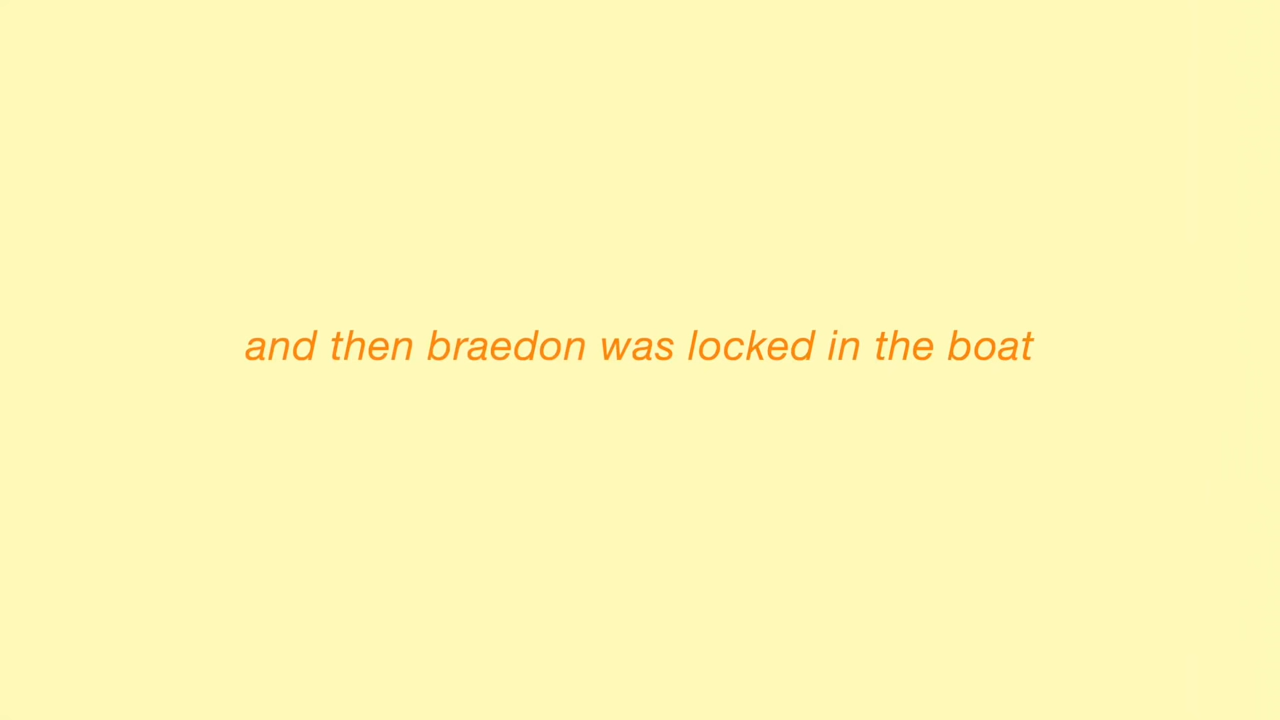 and then braedon was locked in the boat